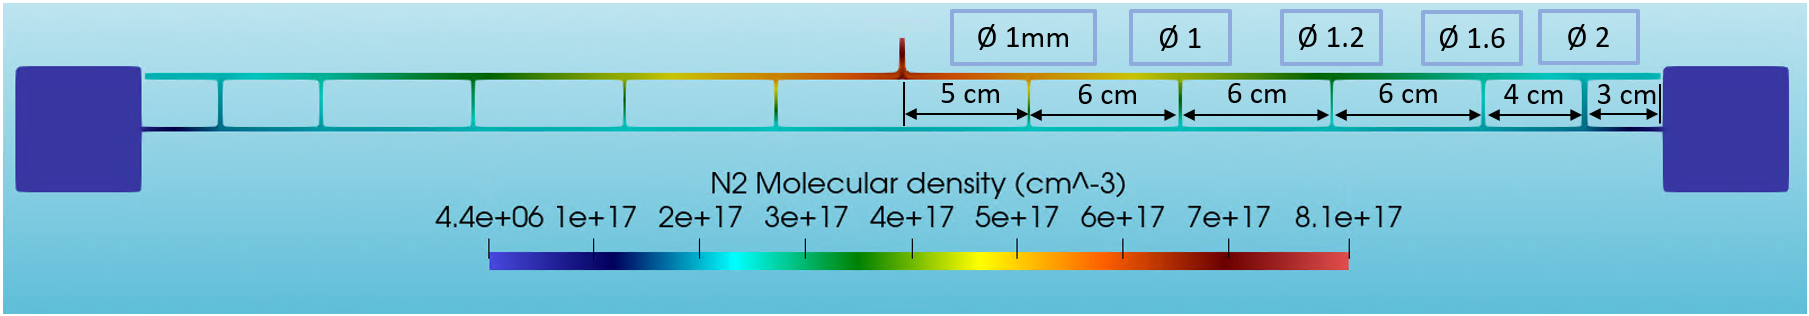 Ø 1mm Ø 1 Ø 1.2 Ø 1.6 Ø 2
5 cm 6 cm 6 cm 6 cm 4 cm 3 cm
N2 Molecular density (cm^-3)
4.4e+06 1e+17 2e+17 3e+17 4e+17 5e+17 6e+17 7e+17 8.1e+17